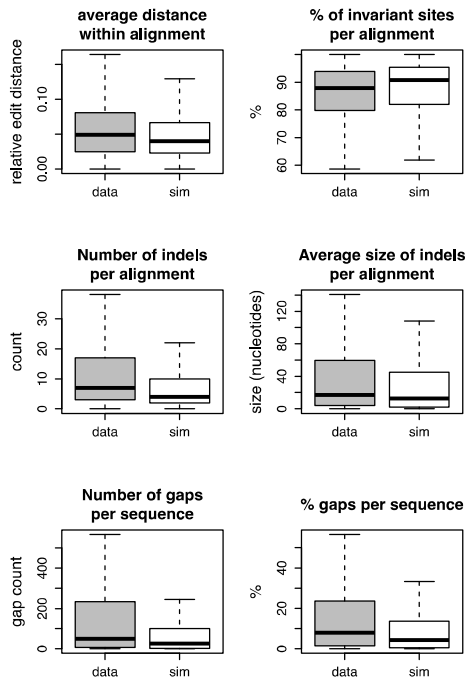 average distance
within alignment
relative edit distance
0.00
0.10
data
sim
% of invariant sites
per alignment
%
60
70
80
90
data
sim
Number of indels
per alignment
count
0
10
20
30
data
sim
Average size of indels
per alignment
size (nucleotides)
0
40
80
120
data
sim
Number of gaps
per sequence
gap count
0
200
400
data
sim
% gaps per sequence
%
0
20
40
data
sim